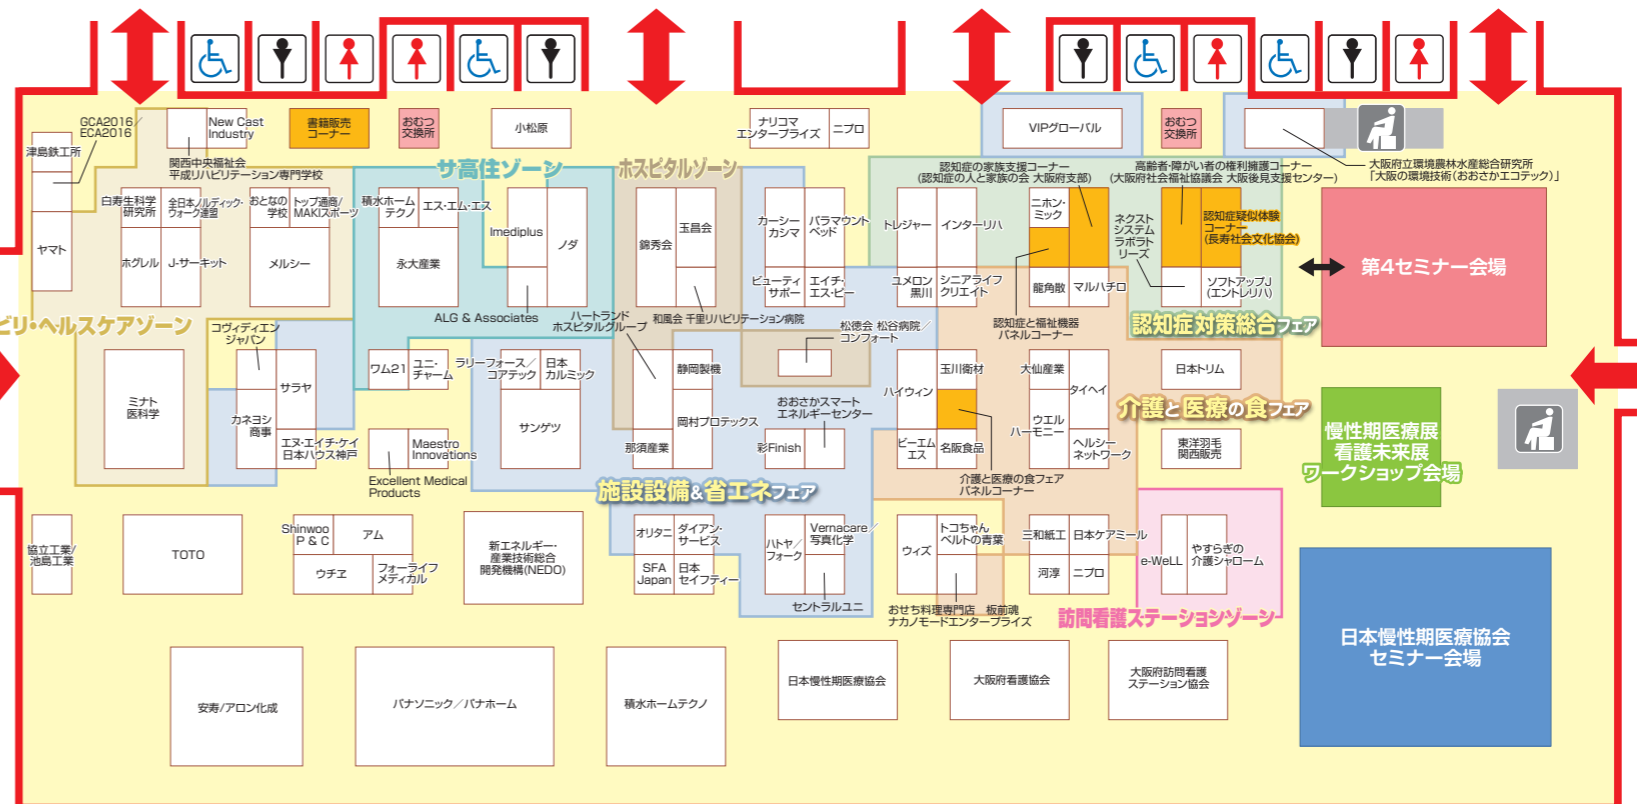 GCA2016/
ECA2016
津島鉄工所
New Cast
Industry
関西中央福祉会
平成リハビリテーション専門学校
書籍販売
コーナー
おむつ
交換所
小松原
ナリコマ
エンタープライズ
ニプロ
VIPグローバル
おむつ
交換所
大阪府立環境農林水産総合研究所
「大阪の環境技術(おおさかエコテック)」
サ高住ゾーン
ホスピタルゾーン
認知症の家族支援コーナー
(認知症の人と家族の会 大阪府支部)
高齢者・障がい者の権利擁護コーナー
(大阪府社会福祉協議会 大阪後見支援センター)
ヤマト
白寿生科学
研究所
全日本ノルディック・
ウォーク連盟
おとなの
学校
トップ通商/
MAKIスポーツ
ホグレル
J-サーキット
メルシー
積水ホーム
テクノ
エス・エム・エス
永大産業
Imediplus
ノダ
ALG & Associates
錦秀会
玉昌会
和風会 千里リハビリテーション病院
ハートランド
ホスピタルグループ
カーシー
カシマ
パラマウント
ベッド
ビューティ
サポー
エイチ・
エス・ビー
トレジャー
インターリハ
ユメロン
黒川
シニアライフ
クリエイト
ニホン・
ミック
龍角散
マルハチロ
認知症と福祉機器
パネルコーナー
ネクスト
システム
ラボラト
リーズ
認知症疑似体験
コーナー
(長寿社会文化協会)
ソフトアップJ
(エントレリハ)
認知症対策総合フェア
第4セミナー会場
ビリ・ヘルスケアゾーン
コヴィディエン
ジャパン
ミナト
医科学
サラヤ
カネヨシ
商事
エヌ・エイチ・ケイ
日本ハウス神戸
ワム21
ユニ・
チャーム
Maestro
Innovations
Excellent Medical
Products
ラリーフォース/
コアテック
日本
カルミック
サンゲツ
静岡製機
岡村プロテックス
那須産業
松徳会 松谷病院/
コンフォート
おおさかスマート
エネルギーセンター
彩Finish
ハイウィン
玉川衛材
ビーエム
エス
名阪食品
介護と医療の食フェア
パネルコーナー
大仙産業
タイヘイ
ウエル
ハーモニー
ヘルシー
ネットワーク
日本トリム
介護と医療の食フェア
東洋羽毛
関西販売
慢性期医療展
看護未来展
ワークショップ会場
施設設備&省エネフェア
協立工業/
池島工業
TOTO
Shinwoo
P & C
アム
ウチヱ
フォーライフ
メディカル
新エネルギー・
産業技術総合
開発機構(NEDO)
オリタニ
ダイアン・
サービス
SFA
Japan
日本
セイフティー
ハトヤ/
フォーク
Vernacare/
写真化学
セントラルユニ
ウィズ
トコちゃん
ベルトの青葉
おせち料理専門店 板前魂
ナカノモードエンタープライズ
三和紙工
日本ケアミール
河淳
ニプロ
e-WeLL
やすらぎの
介護シャローム
訪問看護ステーションゾーン
日本慢性期医療協会
セミナー会場
安寿/アロン化成
パナソニック/パナホーム
積水ホームテクノ
日本慢性期医療協会
大阪府看護協会
大阪府訪問看護
ステーション協会